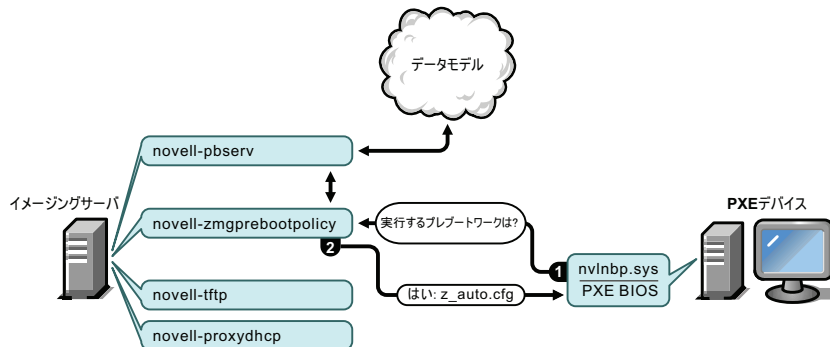 データモデル
novell-pbserv
イメージングサーバ
novell-zmgprebootpolicy
実行するプレブートワークは?
PXEデバイス
2
1
nvlnbp.sys
PXE BIOS
はい: z_auto.cfg
novell-tftp
novell-proxydhcp